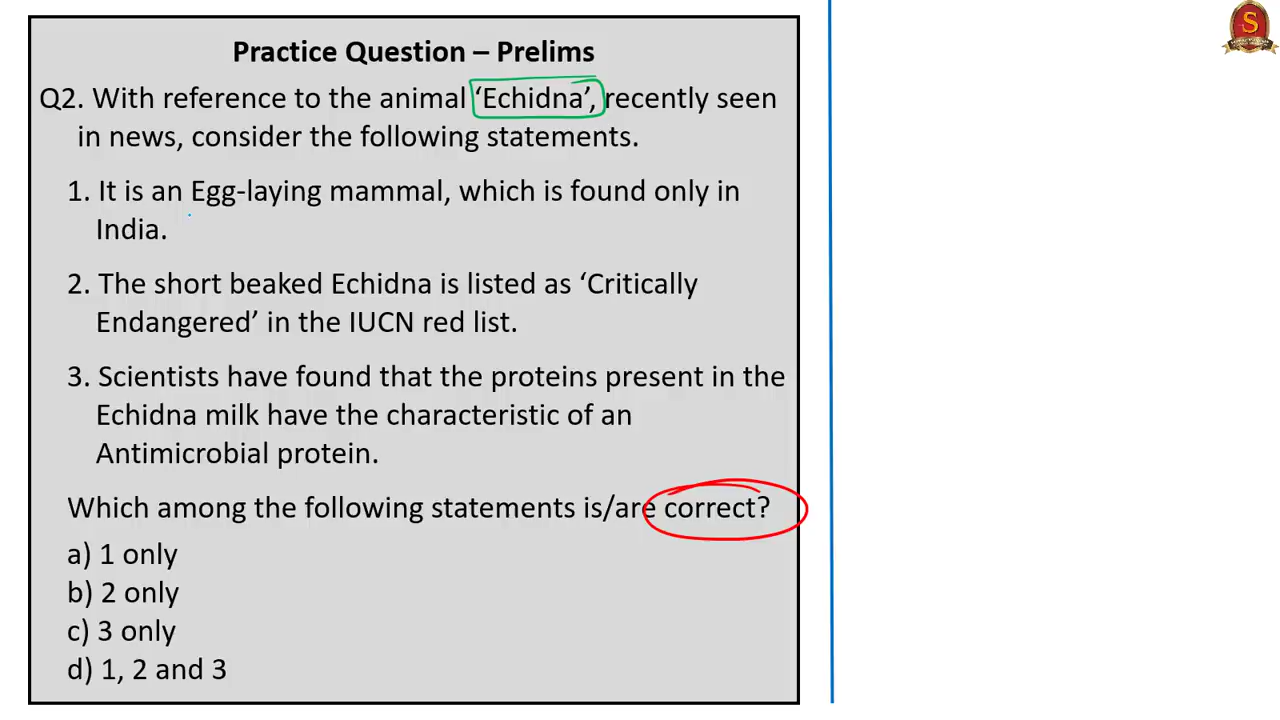 Practice Question – Prelims
Q2. With reference to the animal ‘Echidna’, recently seen
in news, consider the following statements.
1. It is an Egg-laying mammal, which is found only in
India.
2. The short beaked Echidna is listed as ‘Critically
Endangered’ in the IUCN red list.
3. Scientists have found that the proteins present in the
Echidna milk have the characteristic of an
Antimicrobial protein.
Which among the following statements is/are correct?
a) 1 only
b) 2 only
c) 3 only
d) 1, 2 and 3
S